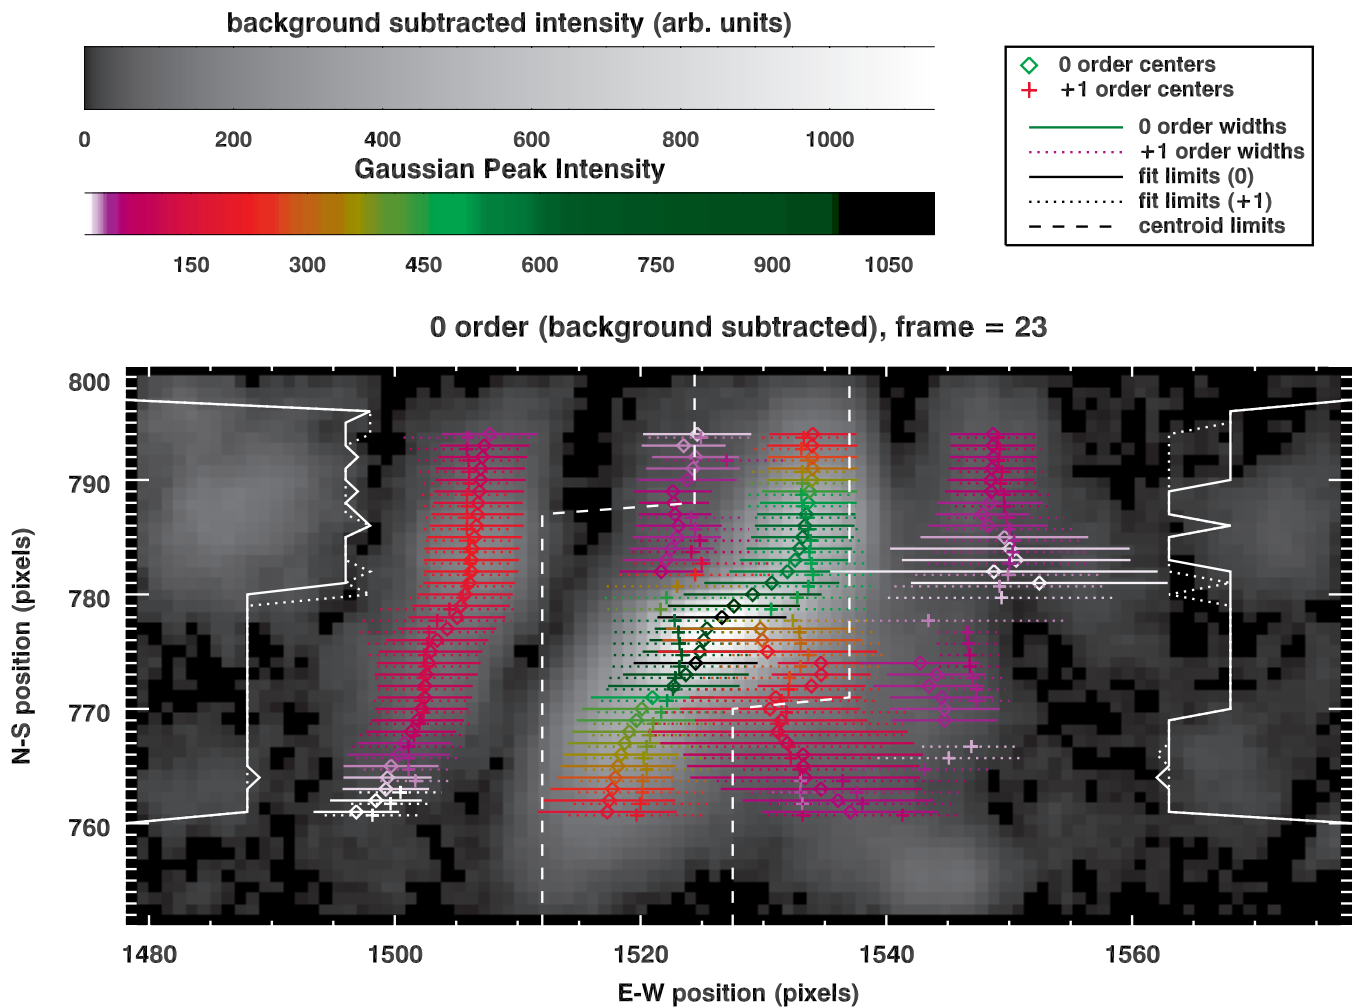 background subtracted intensity (arb. units)
0 200 400 600 800 1000
Gaussian Peak Intensity
150 300 450 600 750 900 1050
0 order centers
+1 order centers
0 order widths
+1 order widths
fit limits (0)
fit limits (+1)
centroid limits
0 order (background subtracted), frame = 23
N-S position (pixels)
800
790
780
770
760
1480 1500 1520 1540 1560
E-W position (pixels)